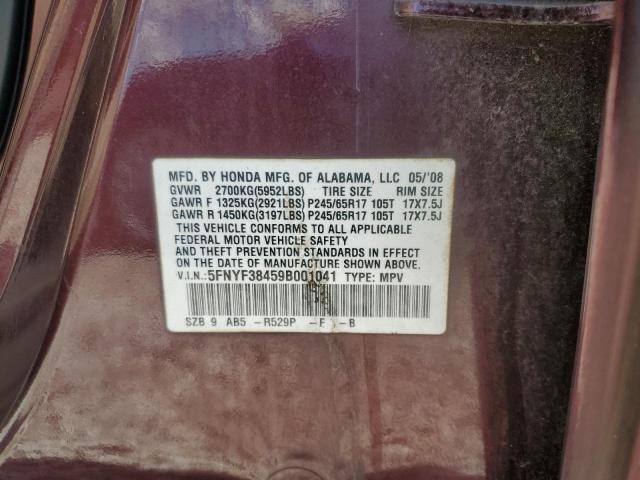 MFD. BY HONDA MFG. OF ALABAMA, LLC 05/'08
GVWR 2700KG(5952LBS) TIRE SIZE RIM SIZE
GAWR F 1325KG(2921LBS) P245/65R17 105T 17X7.5J
GAWR R 1450KG(3197LBS) P245/65R17 105T 17X7.5J
THIS VEHICLE CONFORMS TO ALL APPLICABLE
FEDERAL MOTOR VEHICLE SAFETY
AND THEFT PREVENTION STANDARDS IN EFFECT ON
THE DATE OF MANUFACTURE SHOWN ABOVE.
V.I.N.: 5FNYF38459B001041 TYPE: MPV
SZB 9 AB5 -R529P -F -B